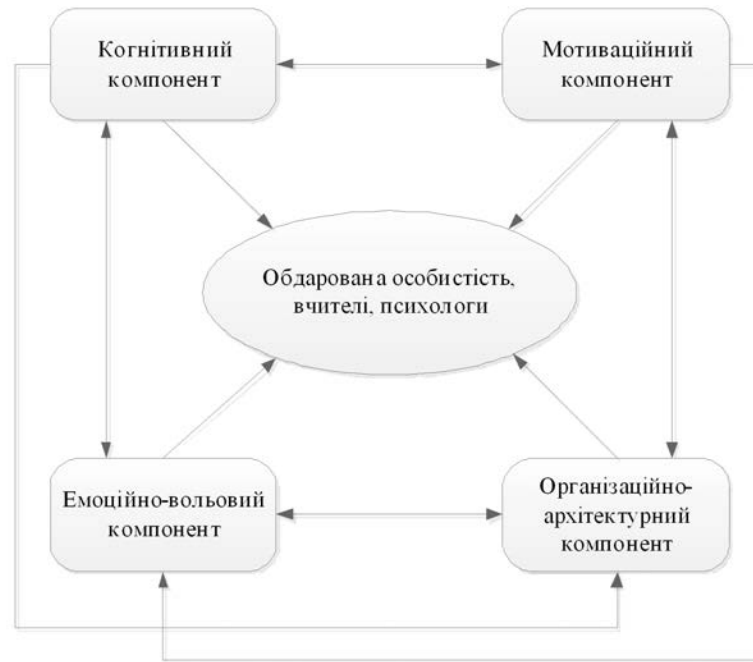 Когнітивний
компонент
Мотиваційний
компонент
Обдарована особистість,
вчителі, психологи
Емоційно-вольовий
компонент
Організаційно-
архітектурний
компонент